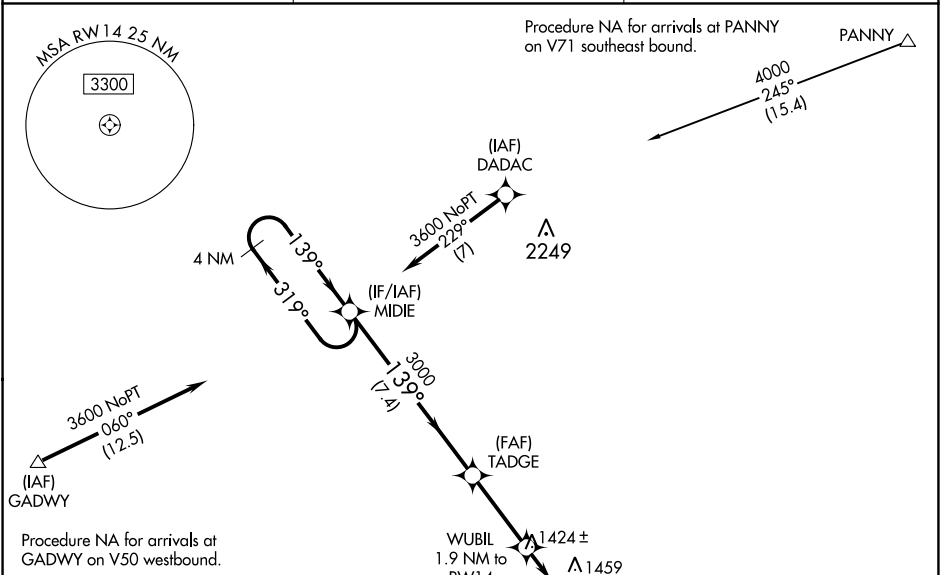 MSA RW14 25 NM
3300
Procedure NA for arrivals at PANNY
on V71 southeast bound.
PANNY
4000
245°
(15.4)
(IAF)
DADAC
3600 NoPT
229°
(7)
2249
4 NM
139°
319°
(IF/IAF)
MIDIE
3000
139°
(7.4)
3600 NoPT
060°
(12.5)
(IAF)
GADWY
(FAF)
TADGE
Procedure NA for arrivals at
GADWY on V50 westbound.
WUBIL
1.9 NM to
RW14
1424 ±
1459